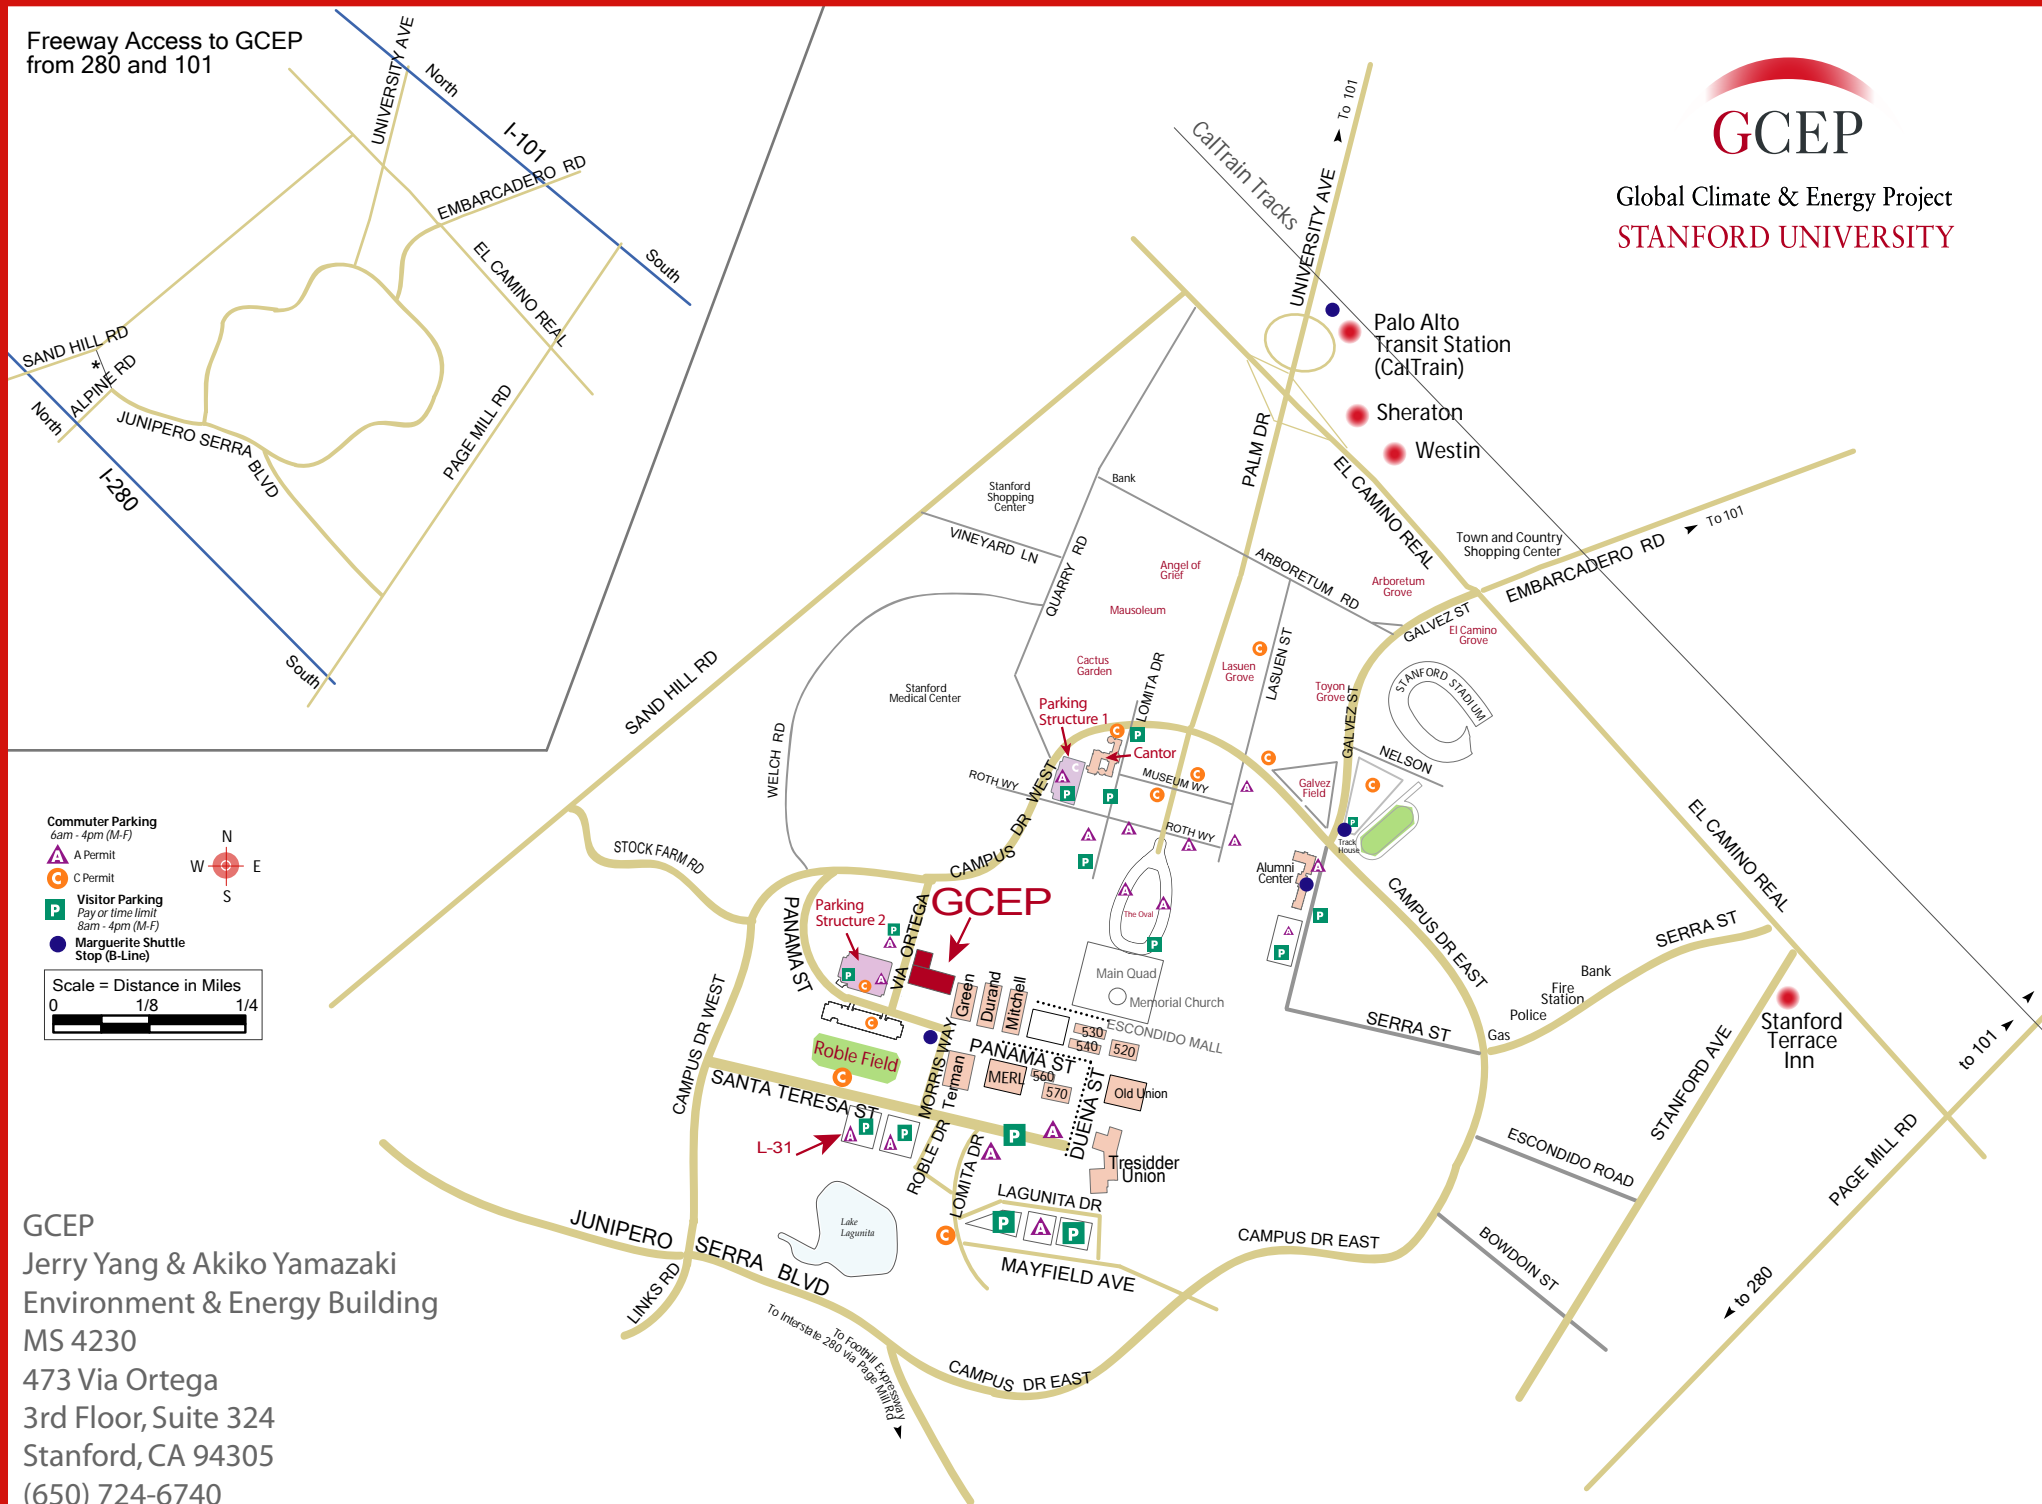 Freeway Access to GCEP
from 280 and 101
UNIVERSITY AVE
North
I-101
EMBARCADERO RD
EL CAMINO REAL
South
SAND HILL RD
*
ALPINE RD
North
JUNIPERO SERRA
BLVD
PAGE MILL RD
I-280
South
GCEP
Global Climate & Energy Project
STANFORD UNIVERSITY
To 101
CalTrain Tracks
UNIVERSITY AVE
Palo Alto
Transit Station
(CalTrain)
Sheraton
Westin
PALM DR
EL CAMINO REAL
Stanford
Shopping
Center
Bank
VINEYARD LN
QUARRY RD
Angel of
Grief
ARBORETUM RD
Town and Country
Shopping Center
To 101
EMBARCADERO RD
Arboretum
Grove
Mausoleum
GALVEZ ST
El Camino
Grove
Cactus
Garden
LOMITA DR
Lasuen
Grove
LASUEN ST
Toyon
Grove
GALVEZ ST
STANFORD STADIUM
SAND HILL RD
Stanford
Medical Center
Parking
Structure 1
C
P
Cantor
WELCH RD
ROTH WY
A
C
P
P
MUSEUM WY
C
C
A
C
Galvez
Field
NELSON
C
C
CAMPUS DR WEST
A
A
ROTH WY
A
A
P
P
Track
House
Commuter Parking
6am - 4pm (M-F)
A
A Permit
C
C Permit
P
Visitor Parking
Pay or time limit
8am - 4pm (M-F)
Marguerite Shuttle
Stop (B-Line)
N
W
E
S
Scale = Distance in Miles
0
1/8
1/4
STOCK FARM RD
Alumni
Center
A
P
A
P
CAMPUS DR EAST
EL CAMINO REAL
SERRA ST
PANAMA ST
Parking
Structure 2
P
A
P
A
C
VIA ORTEGA
GCEP
A
A
The Oval
P
Main Quad
Memorial Church
Bank
Fire
Station
Police
Gas
SERRA ST
Stanford
Terrace
Inn
STANFORD AVE
to 101
CAMPUS DR WEST
C
Green
Durand
Mitchell
ESCONDIDO MALL
530
540
520
Roble Field
C
MORRIS WAY
PANAMA ST
Terman
MERL
560
570
DUENA ST
Old Union
SANTA TERESA ST
A
P
A
P
L-31
ROBLE DR
LOMITA DR
A
P
A
Tresidder
Union
ESCONDIDO ROAD
PAGE MILL RD
LAGUNITA DR
P
A
P
C
Lake
Lagunita
MAYFIELD AVE
JUNIPERO SERRA BLVD
LINKS RD
CAMPUS DR EAST
BOWDOIN ST
to 280
To Interstate 280 via Page Mill Rd
To Foothill Expressway
CAMPUS DR EAST
GCEP
Jerry Yang & Akiko Yamazaki
Environment & Energy Building
MS 4230
473 Via Ortega
3rd Floor, Suite 324
Stanford, CA 94305
(650) 724-6740